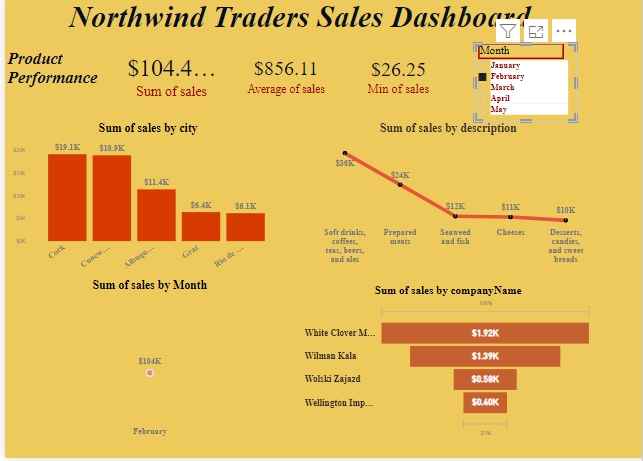 Northwind Traders Sales Dashboard
Product
Performance
$104.4...
Sum of sales
$856.11
Average of sales
$26.25
Min of sales
Month
January
February
March
April
May
Sum of sales by city
$20K
$15K
$10K
$5K
$0K
$19.1K
$18.9K
$11.4K
$6.4K
$6.1K
Cork
Cunew...
Albuqu...
Graz
Rio de ...
Sum of sales by description
$36K
$24K
$12K
$11K
$10K
Soft drinks,
coffees,
teas, beers,
and ales
Prepared
meats
Seaweed
and fish
Cheeses
Desserts,
candies,
and sweet
breads
Sum of sales by Month
$104K
February
Sum of sales by companyName
100%
White Clover M...
$1.92K
Wilman Kala
$1.39K
Wolski Zajazd
$0.58K
Wellington Imp...
$0.40K
21%